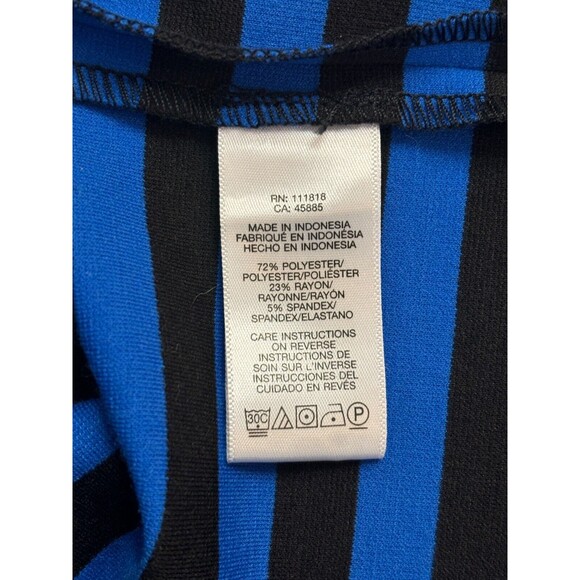 RN: 111818
CA: 45885
MADE IN INDONESIA
FABRIQUÉ EN INDONÉSIA
HECHO EN INDONESIA
72% POLYESTER/
POLYESTER/POLIÉSTER
23% RAYON/
RAYONNE/RAYÓN
5% SPANDEX/
SPANDEX/ELASTANO
CARE INSTRUCTIONS
ON REVERSE
INSTRUCTIONS DE
SOIN SUR L'INVERSE
INSTRUCCIONES DEL
CUIDADO EN REVÉS
30C P